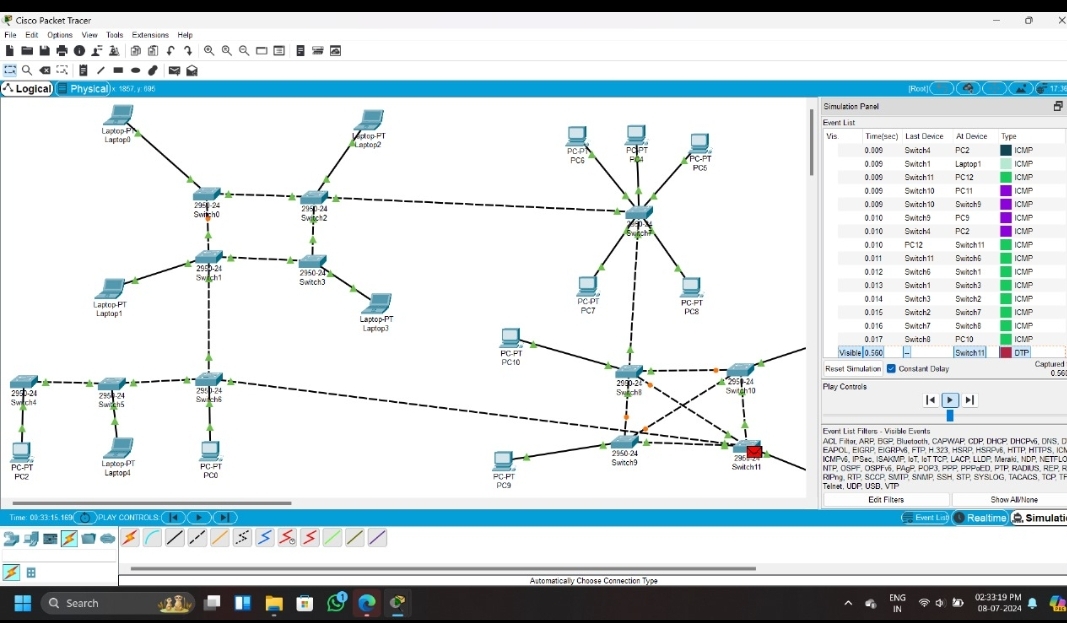 Cisco Packet Tracer
File Edit Options View Tools Extensions Help
Logical Physical x: 1857, y: 695 [Root] 17:36
Laptop-PT
Laptop0
Laptop-PT
Laptop2
PC-PT
PC6
PC-PT
PC4
PC-PT
PC5
2950-24
Switch0
2950-24
Switch2
2950-24
Switch7
2950-24
Switch1
2950-24
Switch3
Laptop-PT
Laptop1
Laptop-PT
Laptop3
PC-PT
PC7
PC-PT
PC8
PC-PT
PC10
2950-24
Switch4
2950-24
Switch5
2950-24
Switch6
2950-24
Switch8
2950-24
Switch10
PC-PT
PC2
Laptop-PT
Laptop4
PC-PT
PC0
PC-PT
PC9
2950-24
Switch9
Switch11
Simulation Panel
Event List
Vis. Time(sec) Last Device At Device Type
0.009 Switch4 PC2 ICMP
0.009 Switch1 Laptop1 ICMP
0.009 Switch11 PC12 ICMP
0.009 Switch10 PC11 ICMP
0.009 Switch10 Switch9 ICMP
0.010 Switch9 PC9 ICMP
0.010 Switch4 PC2 ICMP
0.010 PC12 Switch11 ICMP
0.011 Switch11 Switch6 ICMP
0.012 Switch6 Switch1 ICMP
0.013 Switch1 Switch3 ICMP
0.014 Switch3 Switch2 ICMP
0.015 Switch2 Switch7 ICMP
0.016 Switch7 Switch8 ICMP
0.017 Switch8 PC10 ICMP
Visible 0.560 -- Switch11 DTP
Reset Simulation Constant Delay Captured
0.560
Play Controls
Event List Filters - Visible Events
ACL Filter, ARP, BGP, Bluetooth, CAPWAP, CDP, DHCP, DHCPv6, DNS, D
EAPOL, EIGRP, EIGRPv6, FTP, H.323, HSRP, HSRPv6, HTTP, HTTPS, ICM
ICMPv6, IPSec, ISAKMP, IoT, IoT TCP, LACP, LLDP, Meraki, NDP, NETFLO
NTP, OSPF, OSPFv6, PAgP, POP3, PPP, PPPoED, PTP, RADIUS, REP, R
RIPng, RTP, SCCP, SMTP, SNMP, SSH, STP, SYSLOG, TACACS, TCP, TF
Telnet, UDP, USB, VTP
Edit Filters Show All/None
Time: 00:33:15.169 PLAY CONTROLS: Event List Realtime Simulati
Automatically Choose Connection Type
Search 1 ENG
IN 02:33:19 PM
08-07-2024